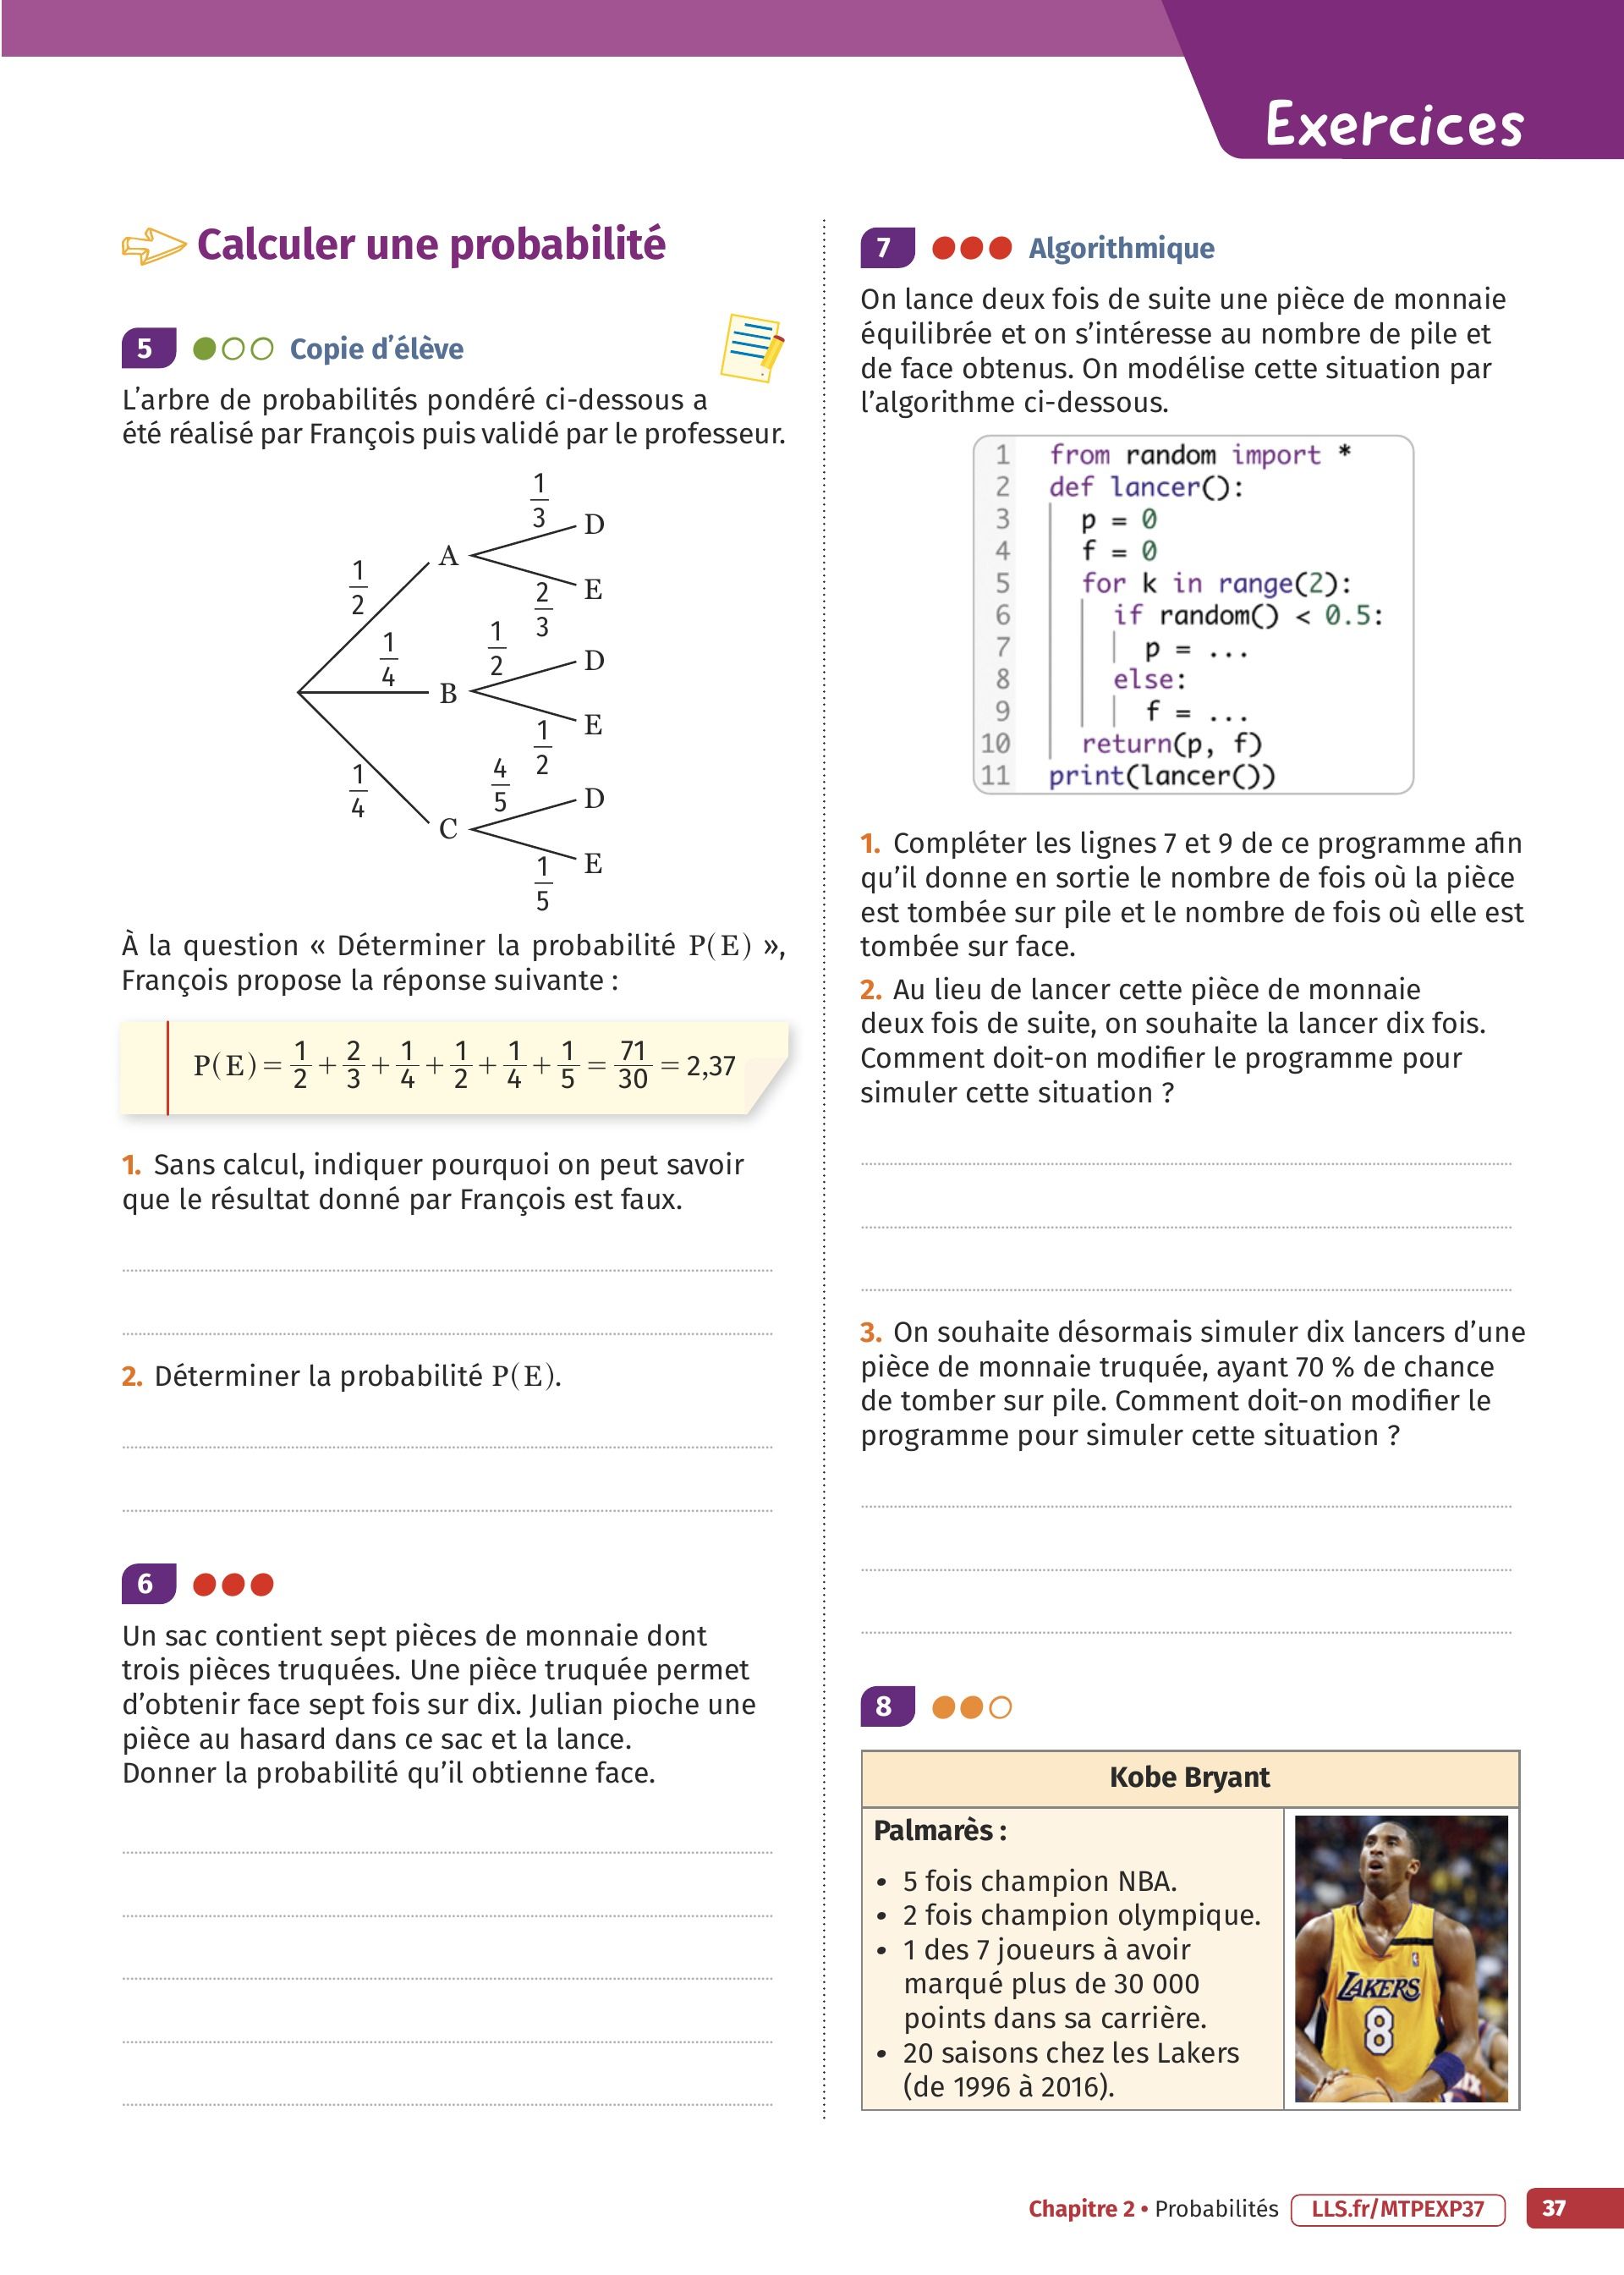 Exercices
Calculer une probabilité
5 Copie d’élève
L’arbre de probabilités pondéré ci-dessous a
été réalisé par François puis validé par le professeur.
1/3
D
A
1/2
E
2/3
1/4
1/2
D
B
E
1/2
1/4
4/5
D
C
E
1/5
À la question « Déterminer la probabilité P(E) »,
François propose la réponse suivante :
P(E) = 1/2 + 2/3 + 1/4 + 1/2 + 1/4 + 1/5 = 71/30 = 2,37
1. Sans calcul, indiquer pourquoi on peut savoir
que le résultat donné par François est faux.
2. Déterminer la probabilité P(E).
6
Un sac contient sept pièces de monnaie dont
trois pièces truquées. Une pièce truquée permet
d’obtenir face sept fois sur dix. Julian pioche une
pièce au hasard dans ce sac et la lance.
Donner la probabilité qu’il obtienne face.
7 Algorithmique
On lance deux fois de suite une pièce de monnaie
équilibrée et on s’intéresse au nombre de pile et
de face obtenus. On modélise cette situation par
l’algorithme ci-dessous.
1 from random import *
2 def lancer():
3 p = 0
4 f = 0
5 for k in range(2):
6 if random() < 0.5:
7 p = ...
8 else:
9 f = ...
10 return(p, f)
11 print(lancer())
1. Compléter les lignes 7 et 9 de ce programme afin
qu’il donne en sortie le nombre de fois où la pièce
est tombée sur pile et le nombre de fois où elle est
tombée sur face.
2. Au lieu de lancer cette pièce de monnaie
deux fois de suite, on souhaite la lancer dix fois.
Comment doit-on modifier le programme pour
simuler cette situation ?
3. On souhaite désormais simuler dix lancers d’une
pièce de monnaie truquée, ayant 70 % de chance
de tomber sur pile. Comment doit-on modifier le
programme pour simuler cette situation ?
8
Kobe Bryant
Palmarès :
• 5 fois champion NBA.
• 2 fois champion olympique.
• 1 des 7 joueurs à avoir
marqué plus de 30 000
points dans sa carrière.
• 20 saisons chez les Lakers
(de 1996 à 2016).
LAKERS
8
Chapitre 2 • Probabilités LLS.fr/MTPEXP37 37